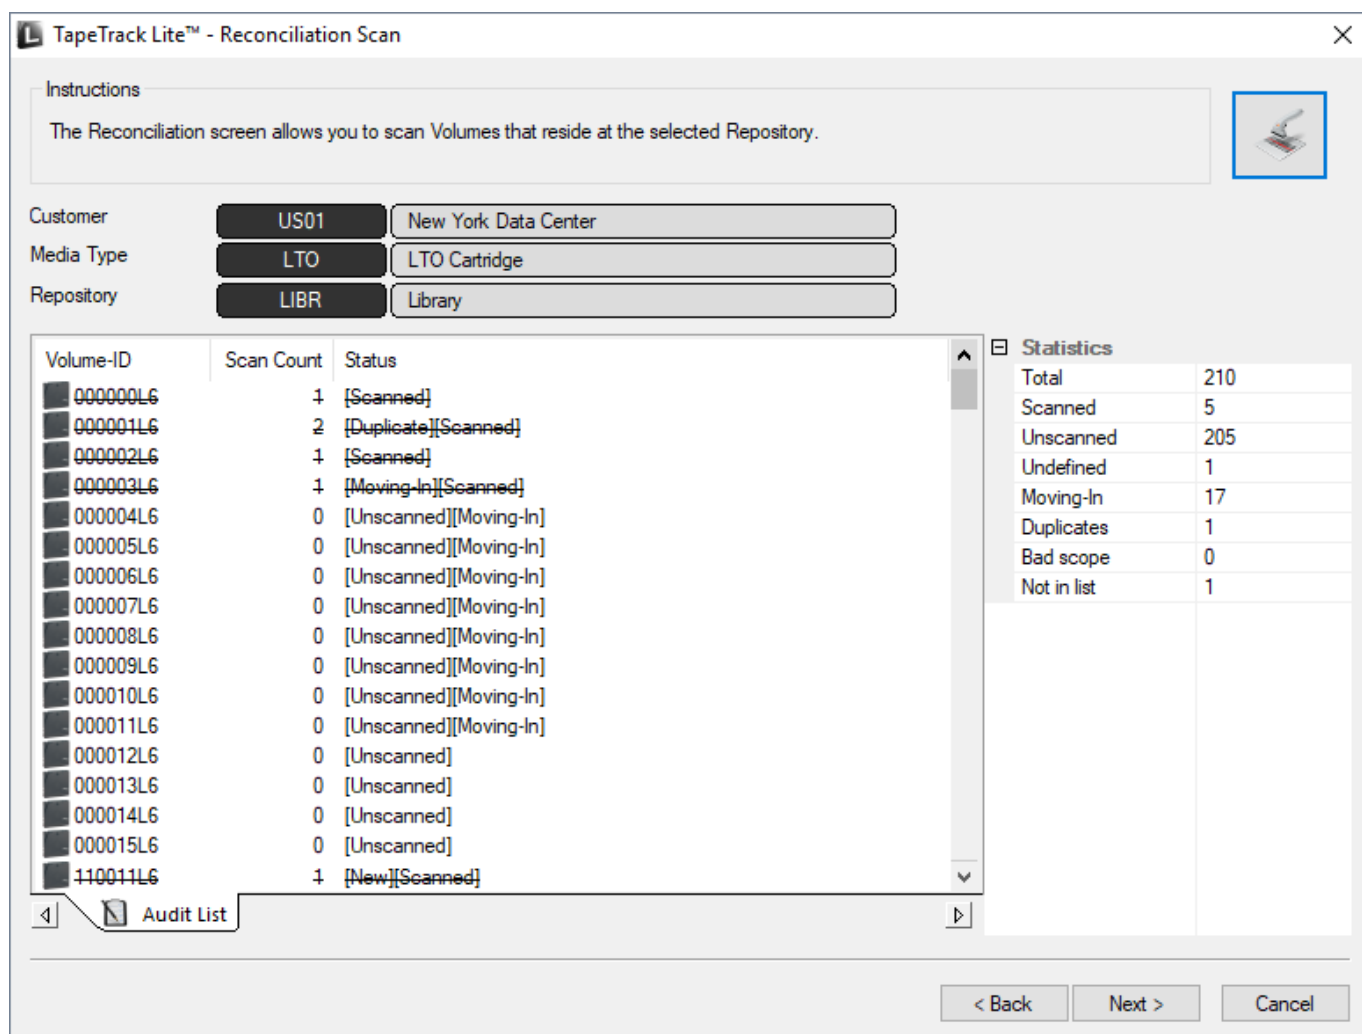 TapeTrack Lite™ - Reconciliation Scan
Instructions
The Reconciliation screen allows you to scan Volumes that reside at the selected Repository.
Customer US01 New York Data Center
Media Type LTO LTO Cartridge
Repository LIBR Library
Volume-ID Scan Count Status
000000L6 1 [Scanned]
000001L6 2 [Duplicate][Scanned]
000002L6 1 [Scanned]
000003L6 1 [Moving-In][Scanned]
000004L6 0 [Unscanned][Moving-In]
000005L6 0 [Unscanned][Moving-In]
000006L6 0 [Unscanned][Moving-In]
000007L6 0 [Unscanned][Moving-In]
000008L6 0 [Unscanned][Moving-In]
000009L6 0 [Unscanned][Moving-In]
000010L6 0 [Unscanned][Moving-In]
000011L6 0 [Unscanned][Moving-In]
000012L6 0 [Unscanned]
000013L6 0 [Unscanned]
000014L6 0 [Unscanned]
000015L6 0 [Unscanned]
110011L6 1 [New][Scanned]
Audit List
Statistics
Total 210
Scanned 5
Unscanned 205
Undefined 1
Moving-In 17
Duplicates 1
Bad scope 0
Not in list 1
< Back Next > Cancel